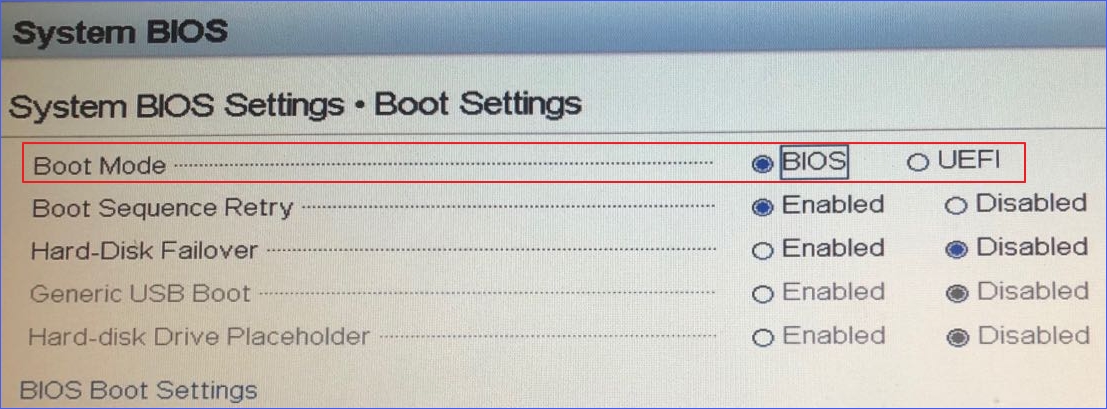 System BIOS
System BIOS Settings • Boot Settings
Boot Mode BIOS UEFI
Boot Sequence Retry Enabled Disabled
Hard-Disk Failover Enabled Disabled
Generic USB Boot Enabled Disabled
Hard-disk Drive Placeholder Enabled Disabled
BIOS Boot Settings